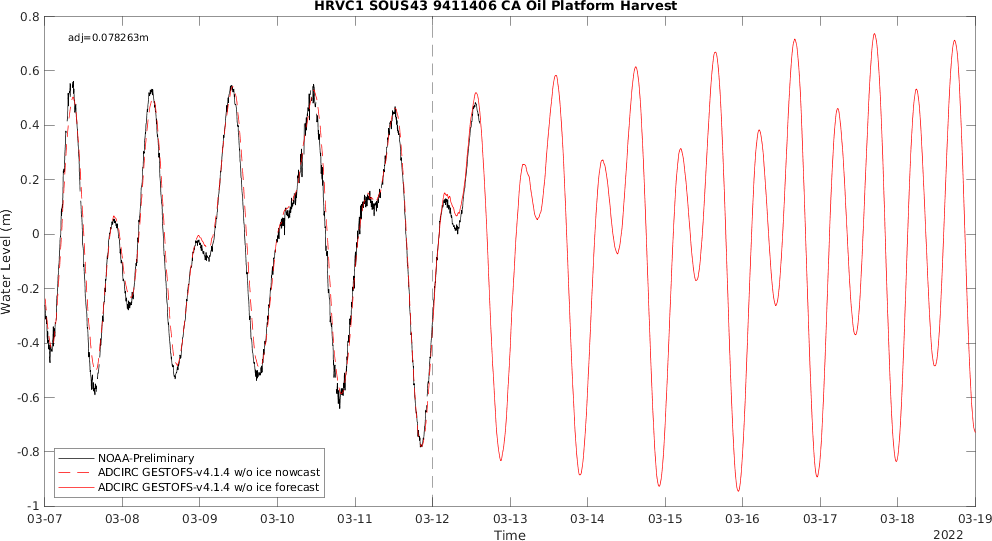 HRVC1 SOUS43 9411406 CA Oil Platform Harvest
adj=0.078263m
0.8
0.6
0.4
0.2
0
-0.2
-0.4
-0.6
-0.8
-1
Water Level (m)
NOAA-Preliminary
ADCIRC GESTOFS-v4.1.4 w/o ice nowcast
ADCIRC GESTOFS-v4.1.4 w/o ice forecast
03-07 03-08 03-09 03-10 03-11 03-12 03-13 03-14 03-15 03-16 03-17 03-18 03-19
Time
2022